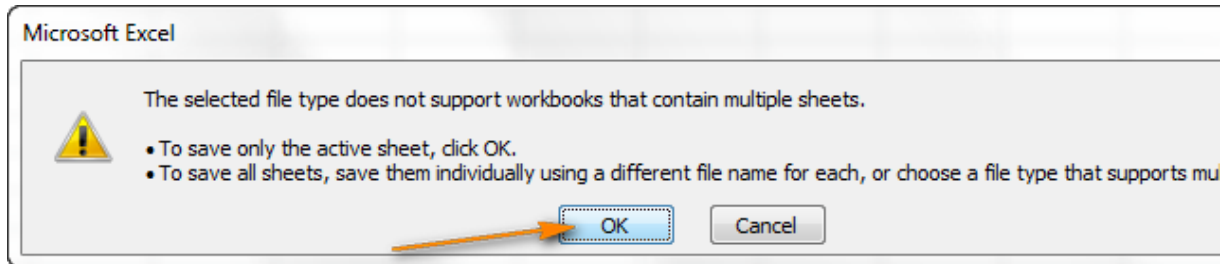 Microsoft Excel
The selected file type does not support workbooks that contain multiple sheets.
• To save only the active sheet, click OK.
• To save all sheets, save them individually using a different file name for each, or choose a file type that supports
OK Cancel